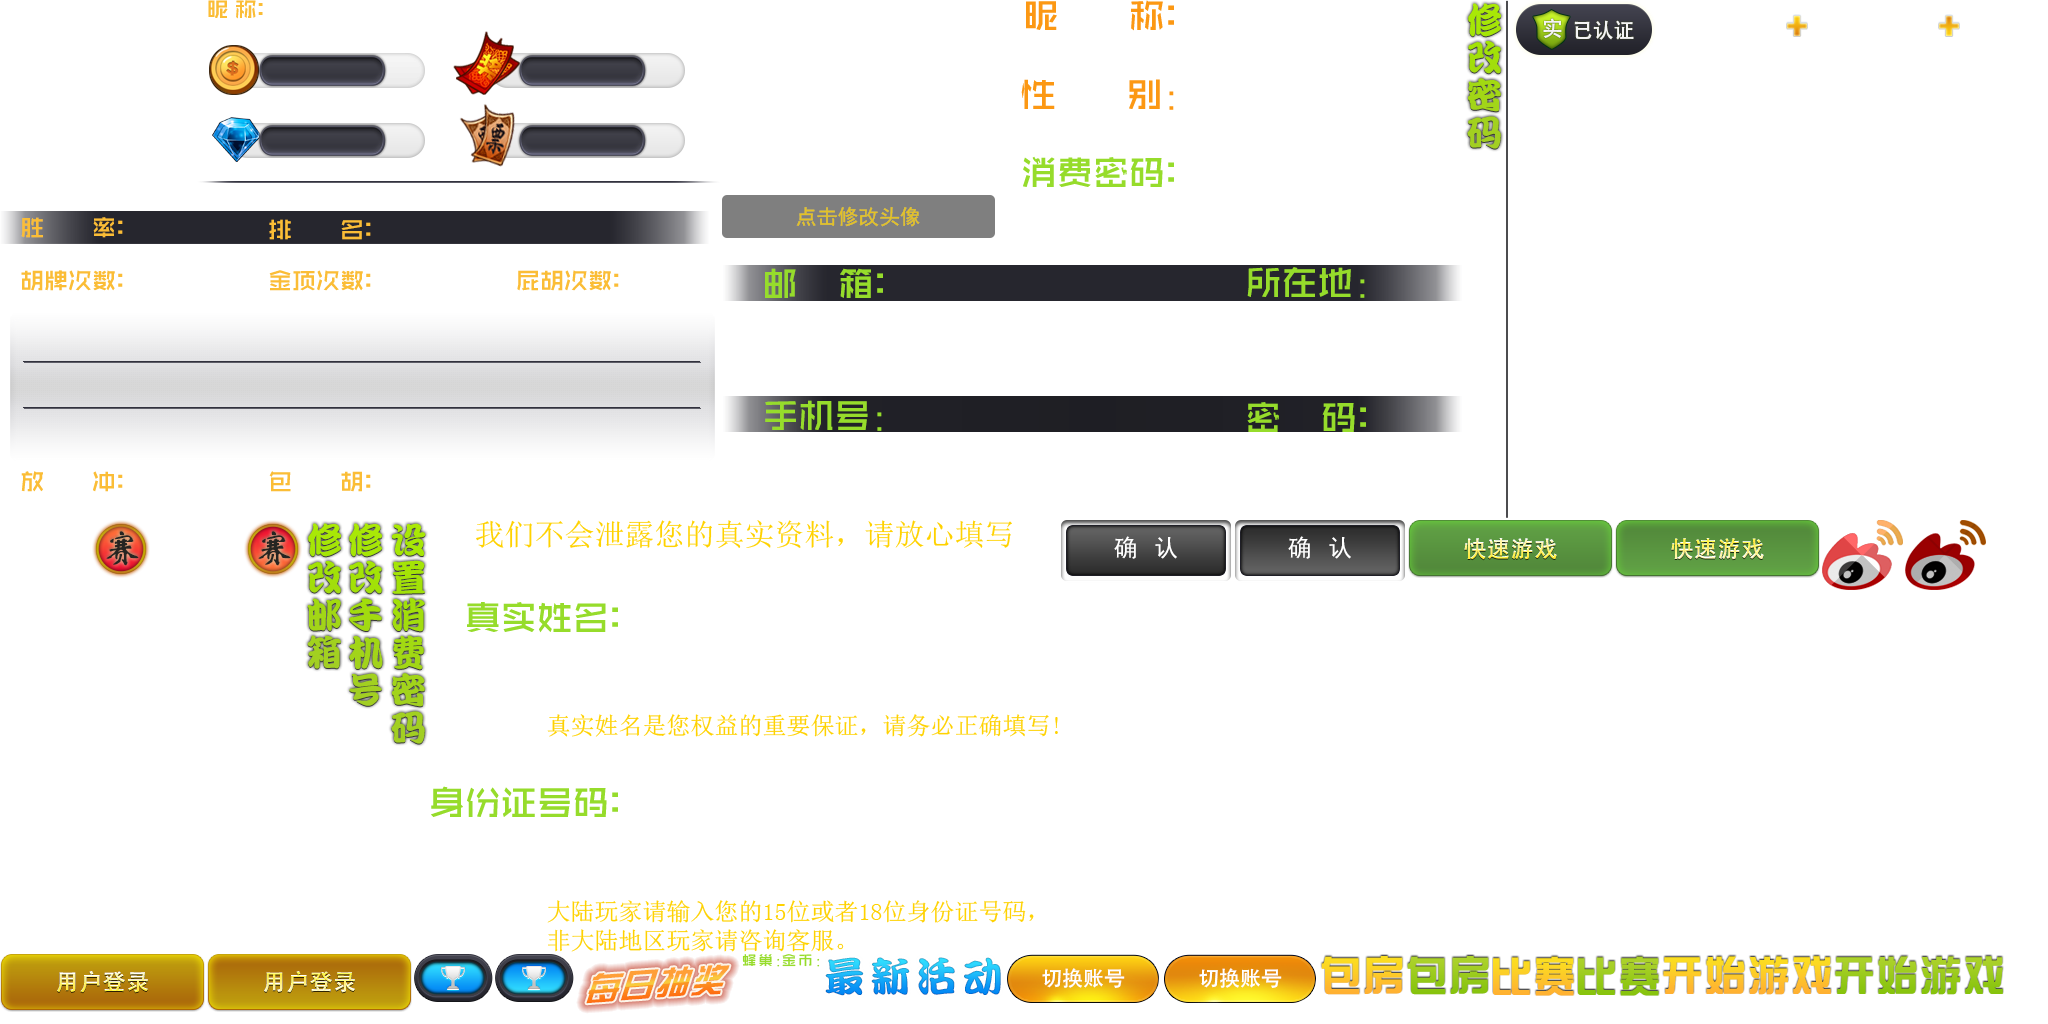 昵 称:
胜 率:
排 名:
胡牌次数:
金顶次数:
屁胡次数:
放 冲:
包 胡:
昵 称:
性 别:
消费密码:
点击修改头像
邮 箱:
所在地:
手机号:
密 码:
修改密码
实 已认证
赛
赛
修改邮箱
修改手机号
设置消费密码
我们不会泄露您的真实资料，请放心填写
确 认
确 认
快速游戏
快速游戏
真实姓名:
真实姓名是您权益的重要保证，请务必正确填写!
身份证号码:
大陆玩家请输入您的15位或者18位身份证号码，
非大陆地区玩家请咨询客服。
用户登录
用户登录
每日抽奖
蜂巢:金币:
最新活动
切换账号
切换账号
包房
包房
比赛
比赛
开始游戏
开始游戏